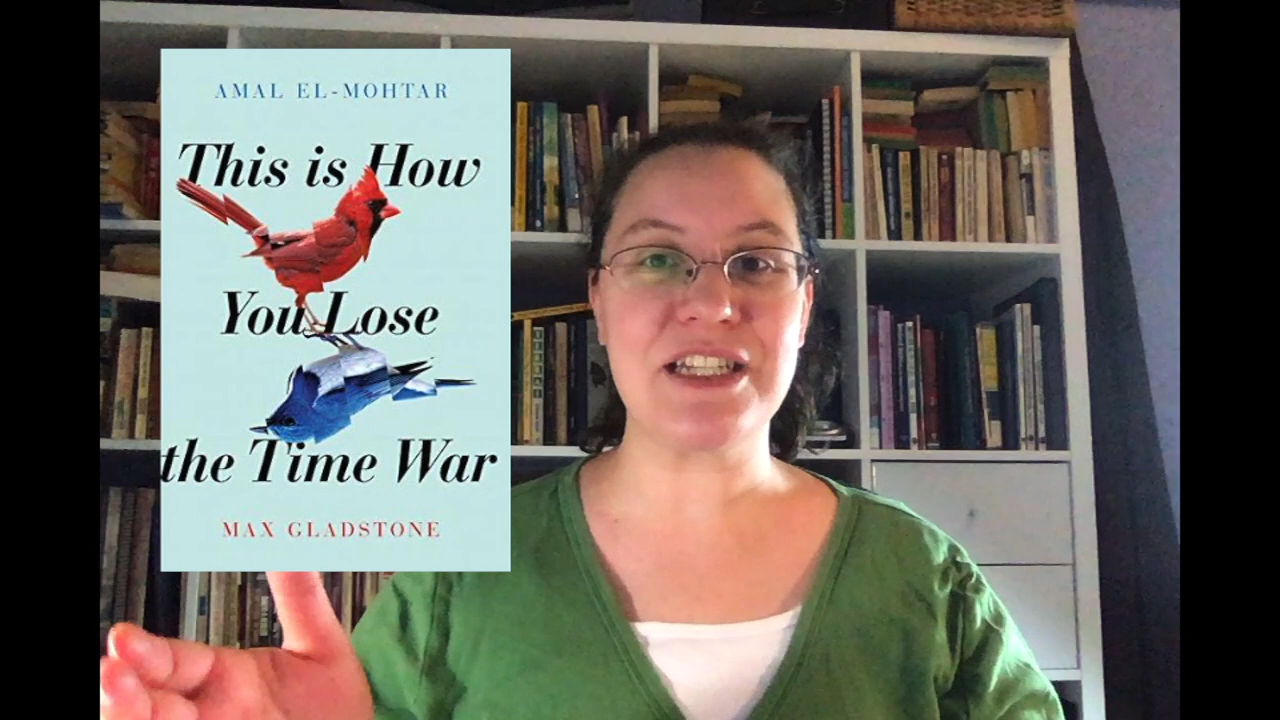 AMAL EL-MOHTAR
This is How
You Lose
the Time War
MAX GLADSTONE